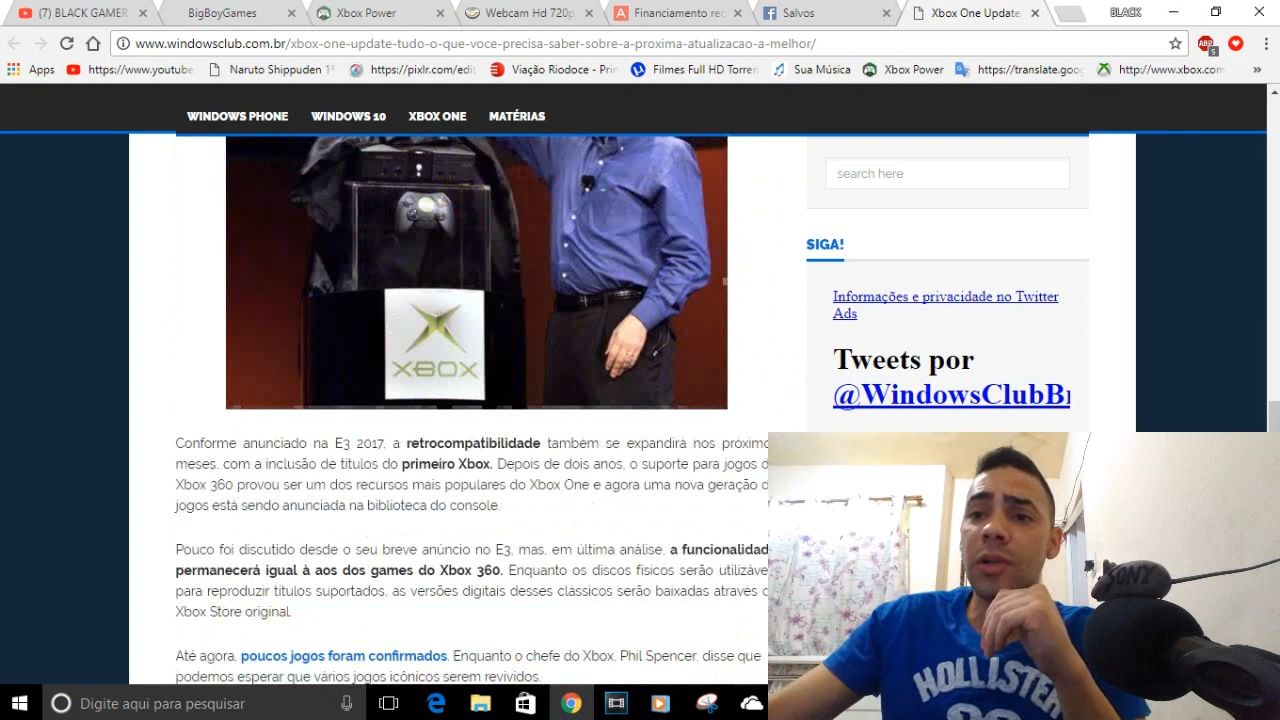 BLACK GAMER
BigBoyGames
Xbox Power
Webcam Hd 720p
Financiamento rec
Salvos
Xbox One Update
BLACK
www.windowsclub.com.br/xbox-one-update-tudo-o-que-voce-precisa-saber-sobre-a-proxima-atualizacao-a-melhor/
ABP
5
Apps
https://www.youtube
Naruto Shippuden 1ª
https://pixlr.com/edit
Viação Riodoce - Prin
Filmes Full HD Torren
Sua Música
Xbox Power
https://translate.goog
http://www.xbox.com
»
WINDOWS PHONE
WINDOWS 10
XBOX ONE
MATÉRIAS
XBOX
search here
SIGA!
Informações e privacidade no Twitter
Ads
Tweets por
@WindowsClubBr
Conforme anunciado na E3 2017, a retrocompatibilidade também se expandirá nos próximo
meses, com a inclusão de títulos do primeiro Xbox. Depois de dois anos, o suporte para jogos d
Xbox 360 provou ser um dos recursos mais populares do Xbox One e agora uma nova geração d
jogos está sendo anunciada na biblioteca do console.
Pouco foi discutido desde o seu breve anúncio no E3, mas, em última análise, a funcionalidad
permanecerá igual à aos dos games do Xbox 360. Enquanto os discos físicos serão utilizáve
para reproduzir títulos suportados, as versões digitais desses clássicos serão baixadas através d
Xbox Store original.
Até agora, poucos jogos foram confirmados. Enquanto o chefe do Xbox, Phil Spencer, disse que
podemos esperar que vários jogos icônicos serem revividos.
SONY
HOLLISTER
Digite aqui para pesquisar